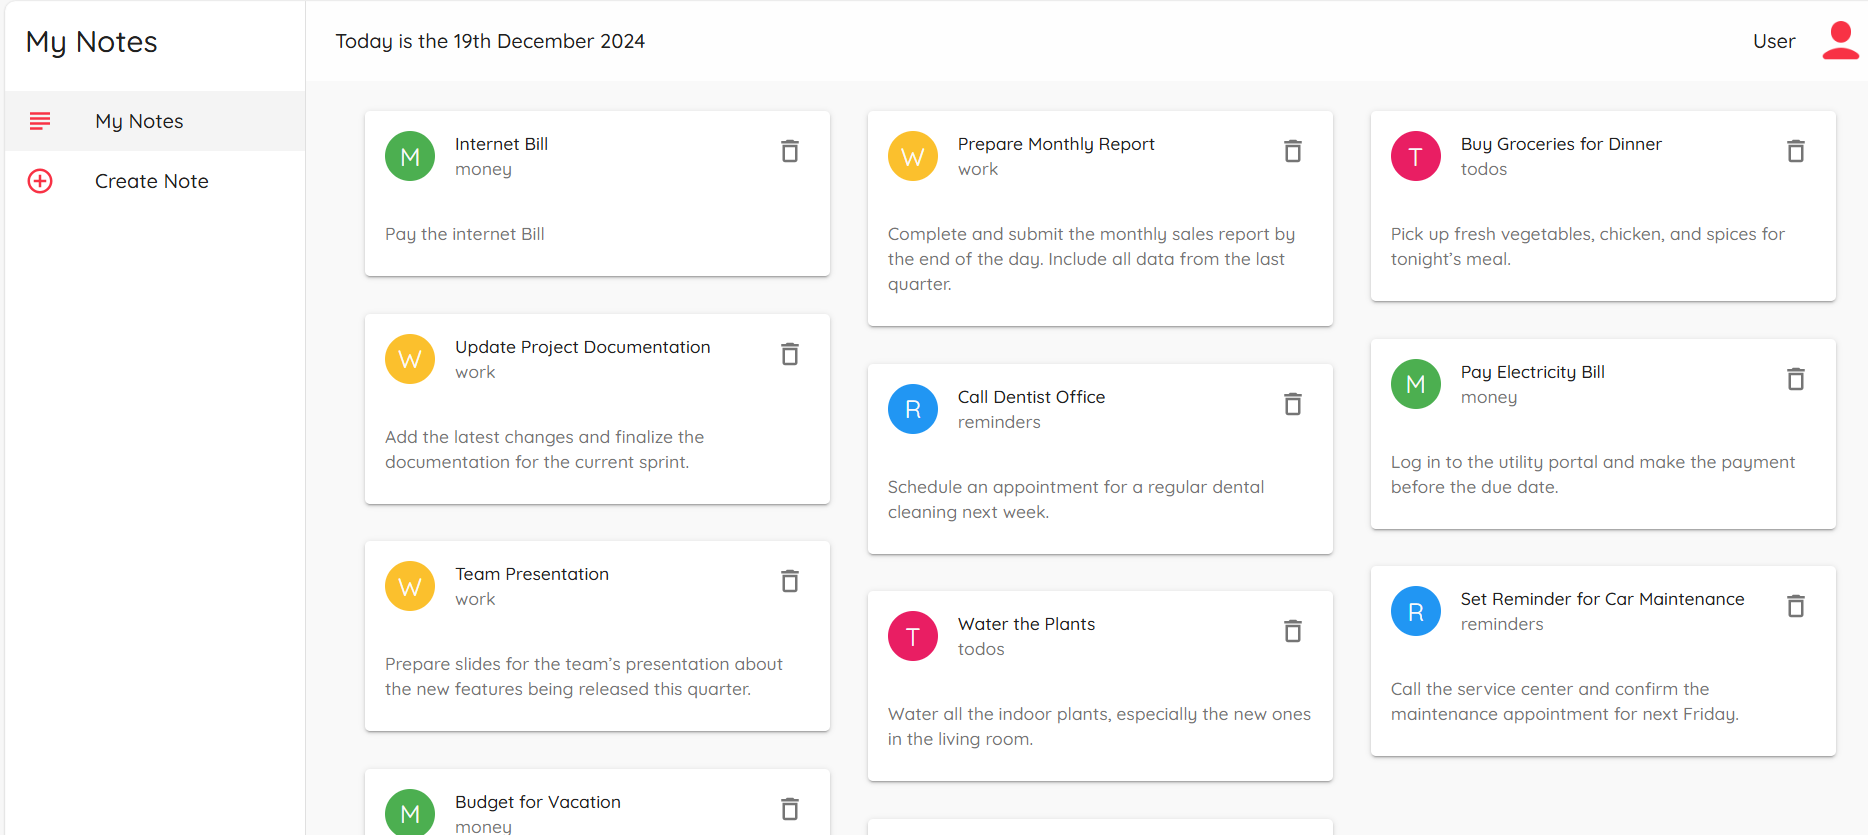 My Notes
My Notes
Create Note
Today is the 19th December 2024
User
M
Internet Bill
money
Pay the internet Bill
W
Update Project Documentation
work
Add the latest changes and finalize the
documentation for the current sprint.
W
Team Presentation
work
Prepare slides for the team's presentation about
the new features being released this quarter.
M
Budget for Vacation
money
W
Prepare Monthly Report
work
Complete and submit the monthly sales report by
the end of the day. Include all data from the last
quarter.
R
Call Dentist Office
reminders
Schedule an appointment for a regular dental
cleaning next week.
T
Water the Plants
todos
Water all the indoor plants, especially the new ones
in the living room.
T
Buy Groceries for Dinner
todos
Pick up fresh vegetables, chicken, and spices for
tonight's meal.
M
Pay Electricity Bill
money
Log in to the utility portal and make the payment
before the due date.
R
Set Reminder for Car Maintenance
reminders
Call the service center and confirm the
maintenance appointment for next Friday.